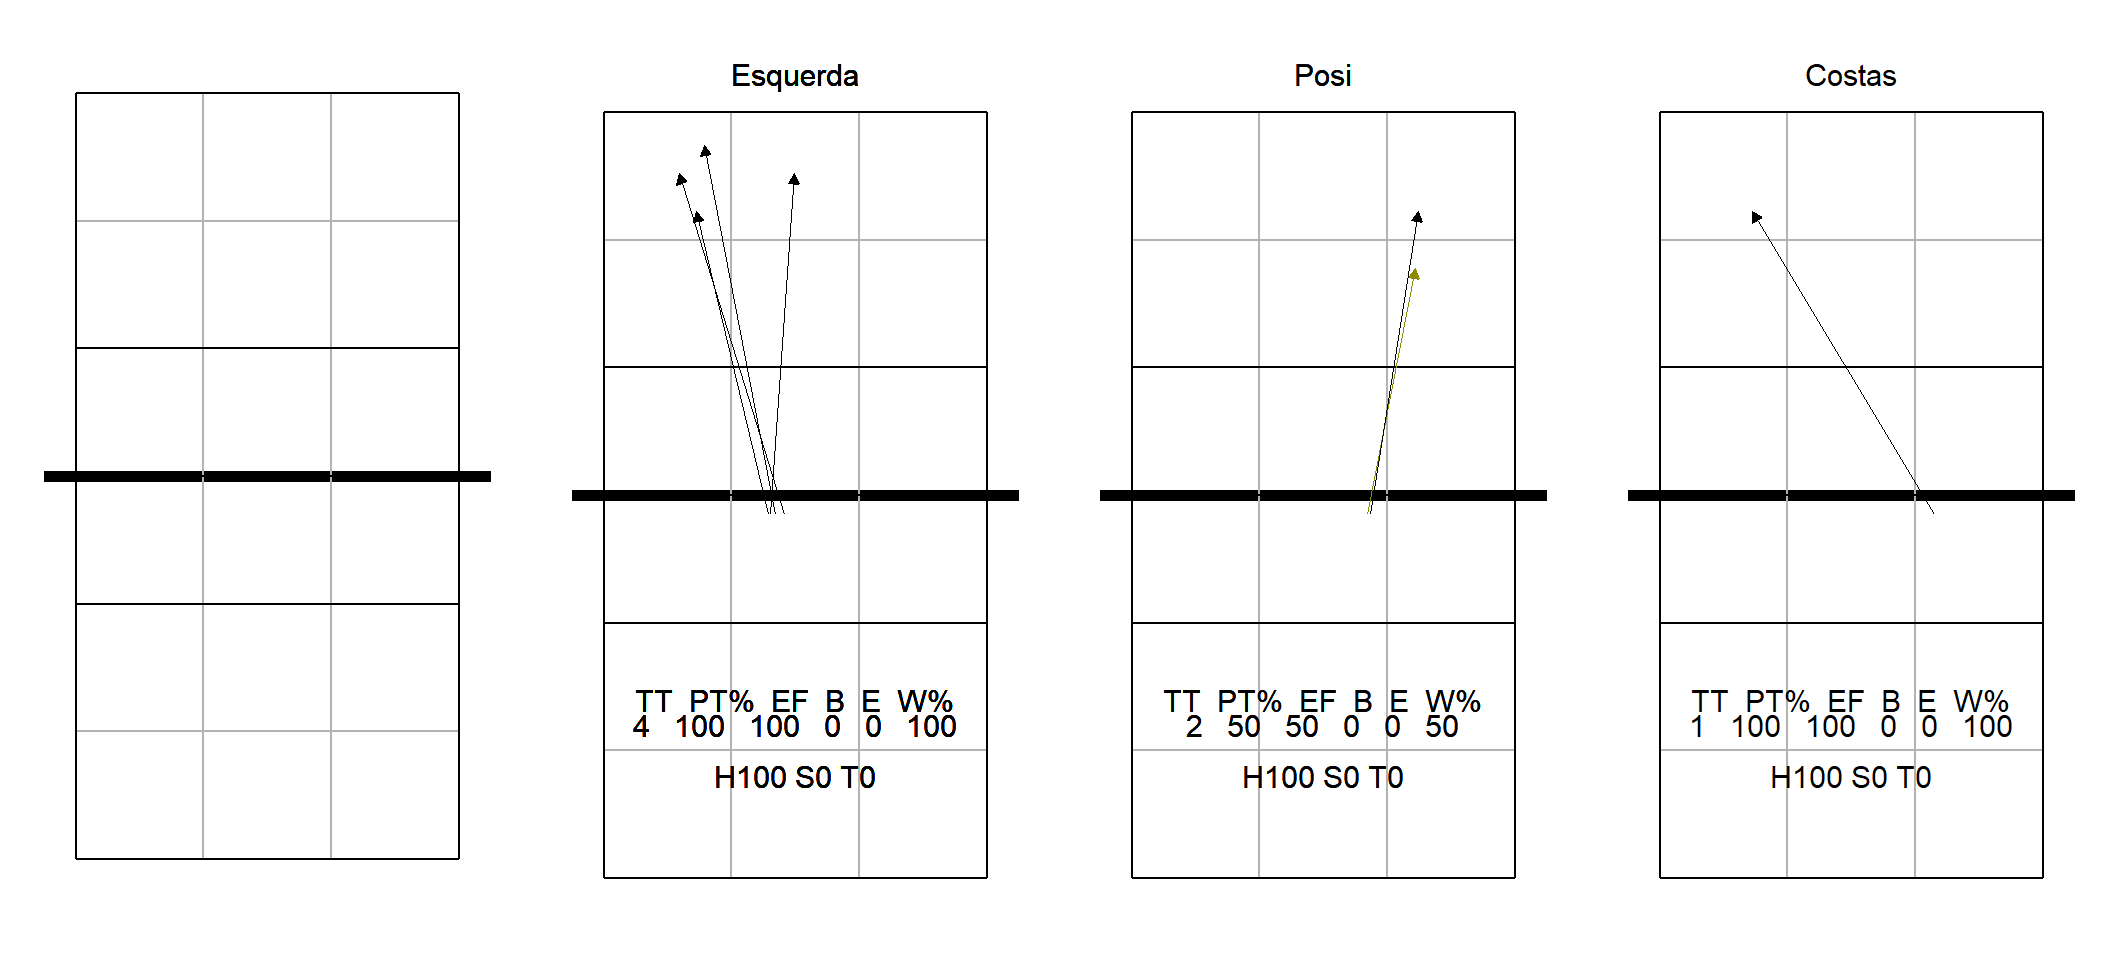 Esquerda
TT PT% EF B E W%
4 100 100 0 0 100
H100 S0 T0
Posi
TT PT% EF B E W%
2 50 50 0 0 50
H100 S0 T0
Costas
TT PT% EF B E W%
1 100 100 0 0 100
H100 S0 T0